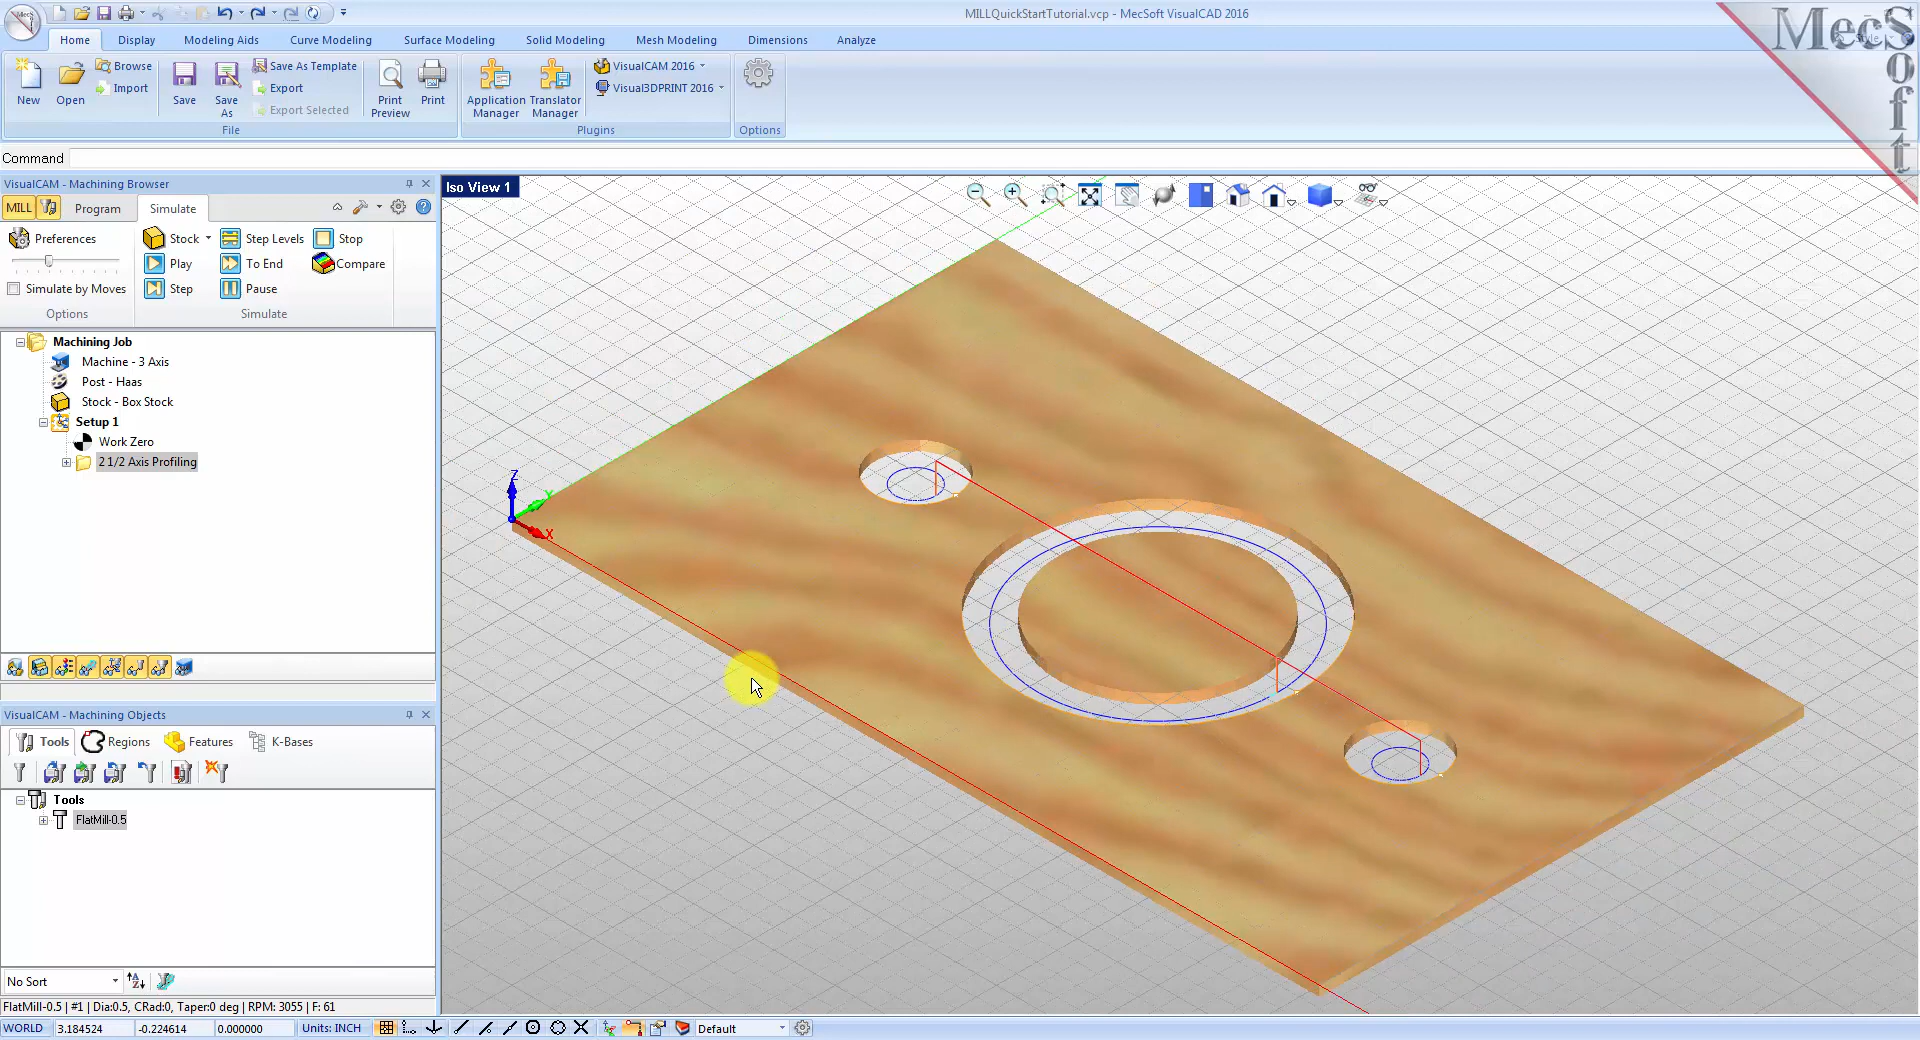 MILLQuickStartTutorial.vcp - MecSoft VisualCAD 2016
MecSoft
Home Display Modeling Aids Curve Modeling Surface Modeling Solid Modeling Mesh Modeling Dimensions Analyze
New
Open
Browse
Import
Save
Save As
Save As Template
Export
Export Selected
Print Preview
Print
Application Manager
Translator Manager
VisualCAM 2016
Visual3DPRINT 2016
File
Plugins
Options
Command
VisualCAM - Machining Browser
MILL Program Simulate
Preferences
Stock Step Levels Stop
Play To End Compare
Simulate by Moves Step Pause
Options Simulate
Machining Job
Machine - 3 Axis
Post - Haas
Stock - Box Stock
Setup 1
Work Zero
2 1/2 Axis Profiling
Iso View 1
Z
Y
X
VisualCAM - Machining Objects
Tools Regions Features K-Bases
Tools
FlatMill-0.5
No Sort
FlatMill-0.5 | #1 | Dia:0.5, CRad:0, Taper:0 deg | RPM: 3055 | F: 61
WORLD 3.184524 -0.224614 0.000000 Units: INCH Default